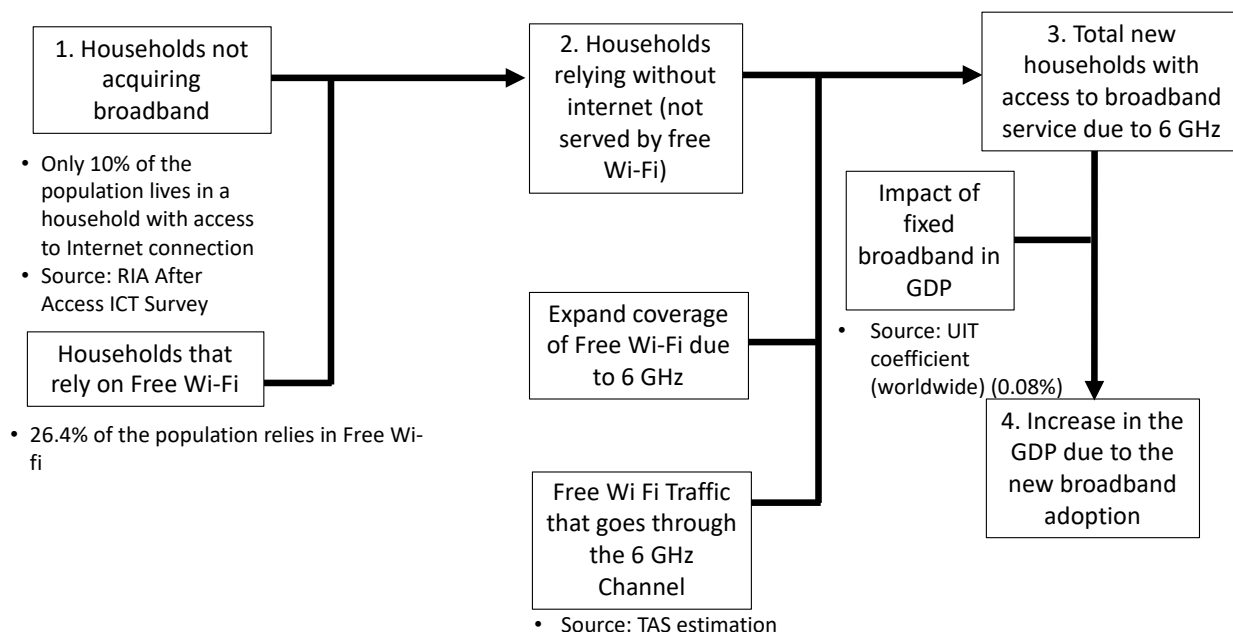 1. Households not
acquiring
broadband
• Only 10% of the
population lives in a
household with access
to Internet connection
• Source: RIA After
Access ICT Survey
Households that
rely on Free Wi-Fi
• 26.4% of the population relies in Free Wi-
fi
2. Households
relying without
internet (not
served by free
Wi-Fi)
Expand coverage
of Free Wi-Fi due
to 6 GHz
Free Wi Fi Traffic
that goes through
the 6 GHz
Channel
• Source: TAS estimation
3. Total new
households with
access to broadband
service due to 6 GHz
Impact of
fixed
broadband in
GDP
• Source: UIT
coefficient
(worldwide) (0.08%)
4. Increase in the
GDP due to the
new broadband
adoption